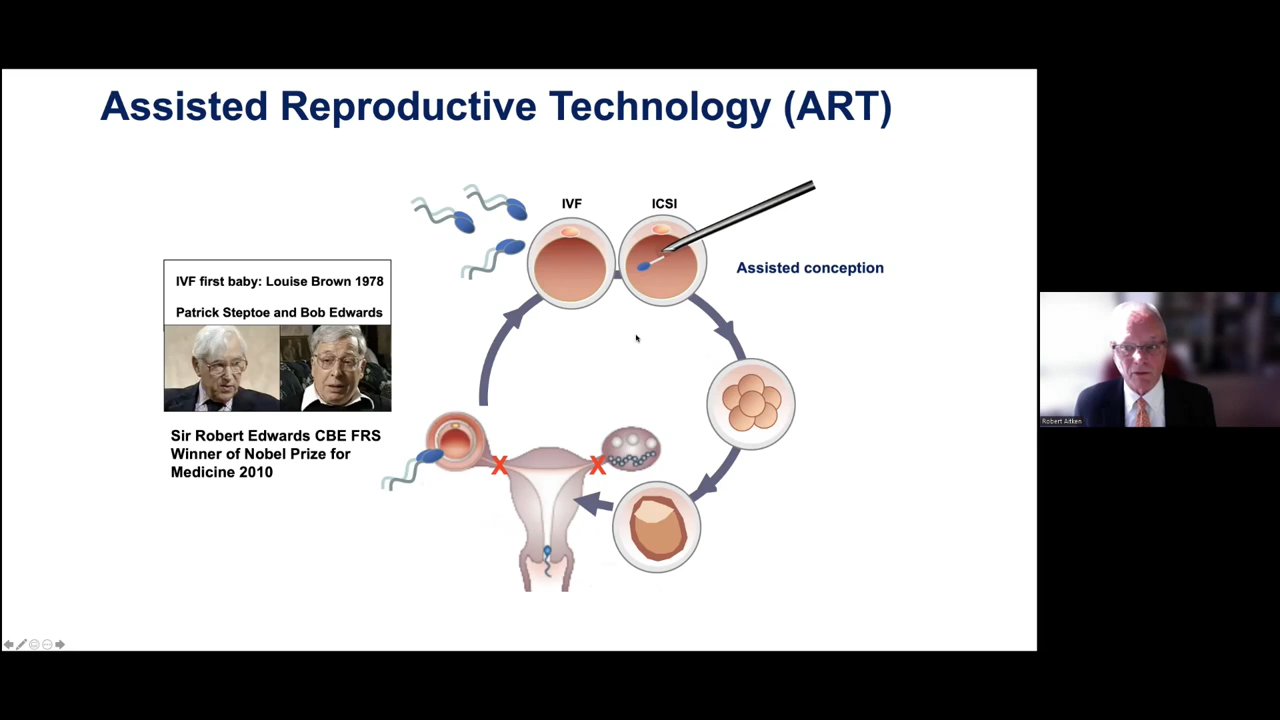 Assisted Reproductive Technology (ART)
IVF
ICSI
Assisted conception
IVF first baby: Louise Brown 1978
Patrick Steptoe and Bob Edwards
Sir Robert Edwards CBE FRS
Winner of Nobel Prize for
Medicine 2010
X
X
Robert Aitken